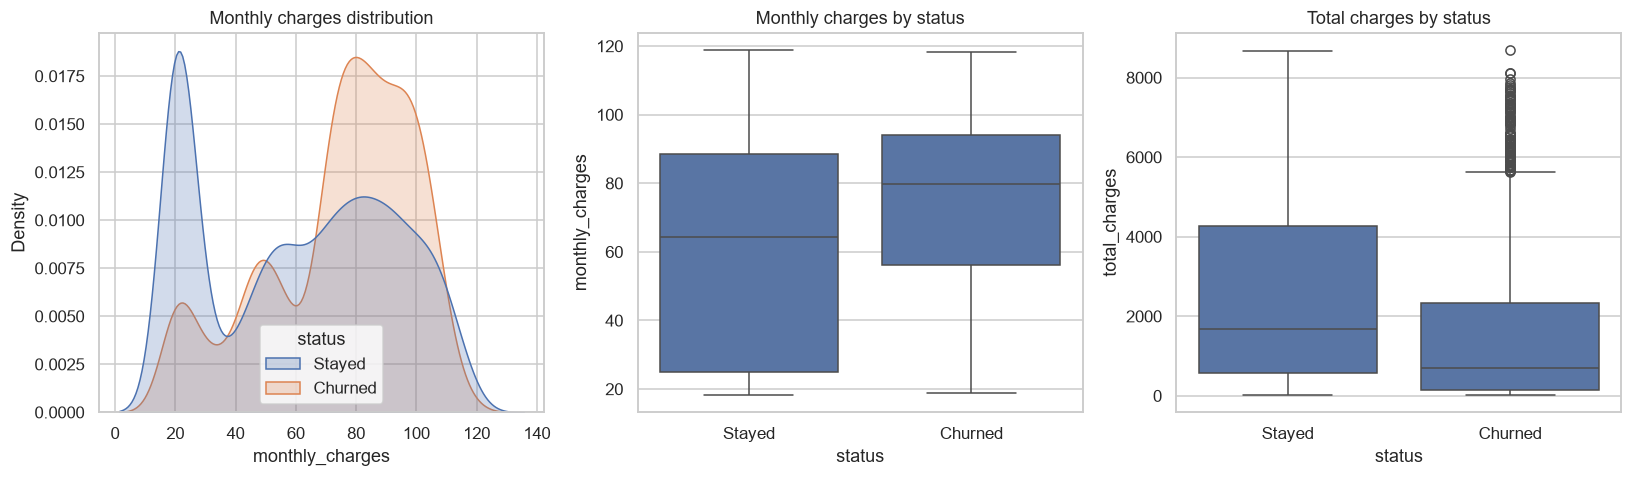 Monthly charges distribution
Density
0.0175
0.0150
0.0125
0.0100
0.0075
0.0050
0.0025
0.0000
status
Stayed
Churned
0 20 40 60 80 100 120 140
monthly_charges
Monthly charges by status
monthly_charges
120
100
80
60
40
20
Stayed Churned
status
Total charges by status
total_charges
8000
6000
4000
2000
0
Stayed Churned
status